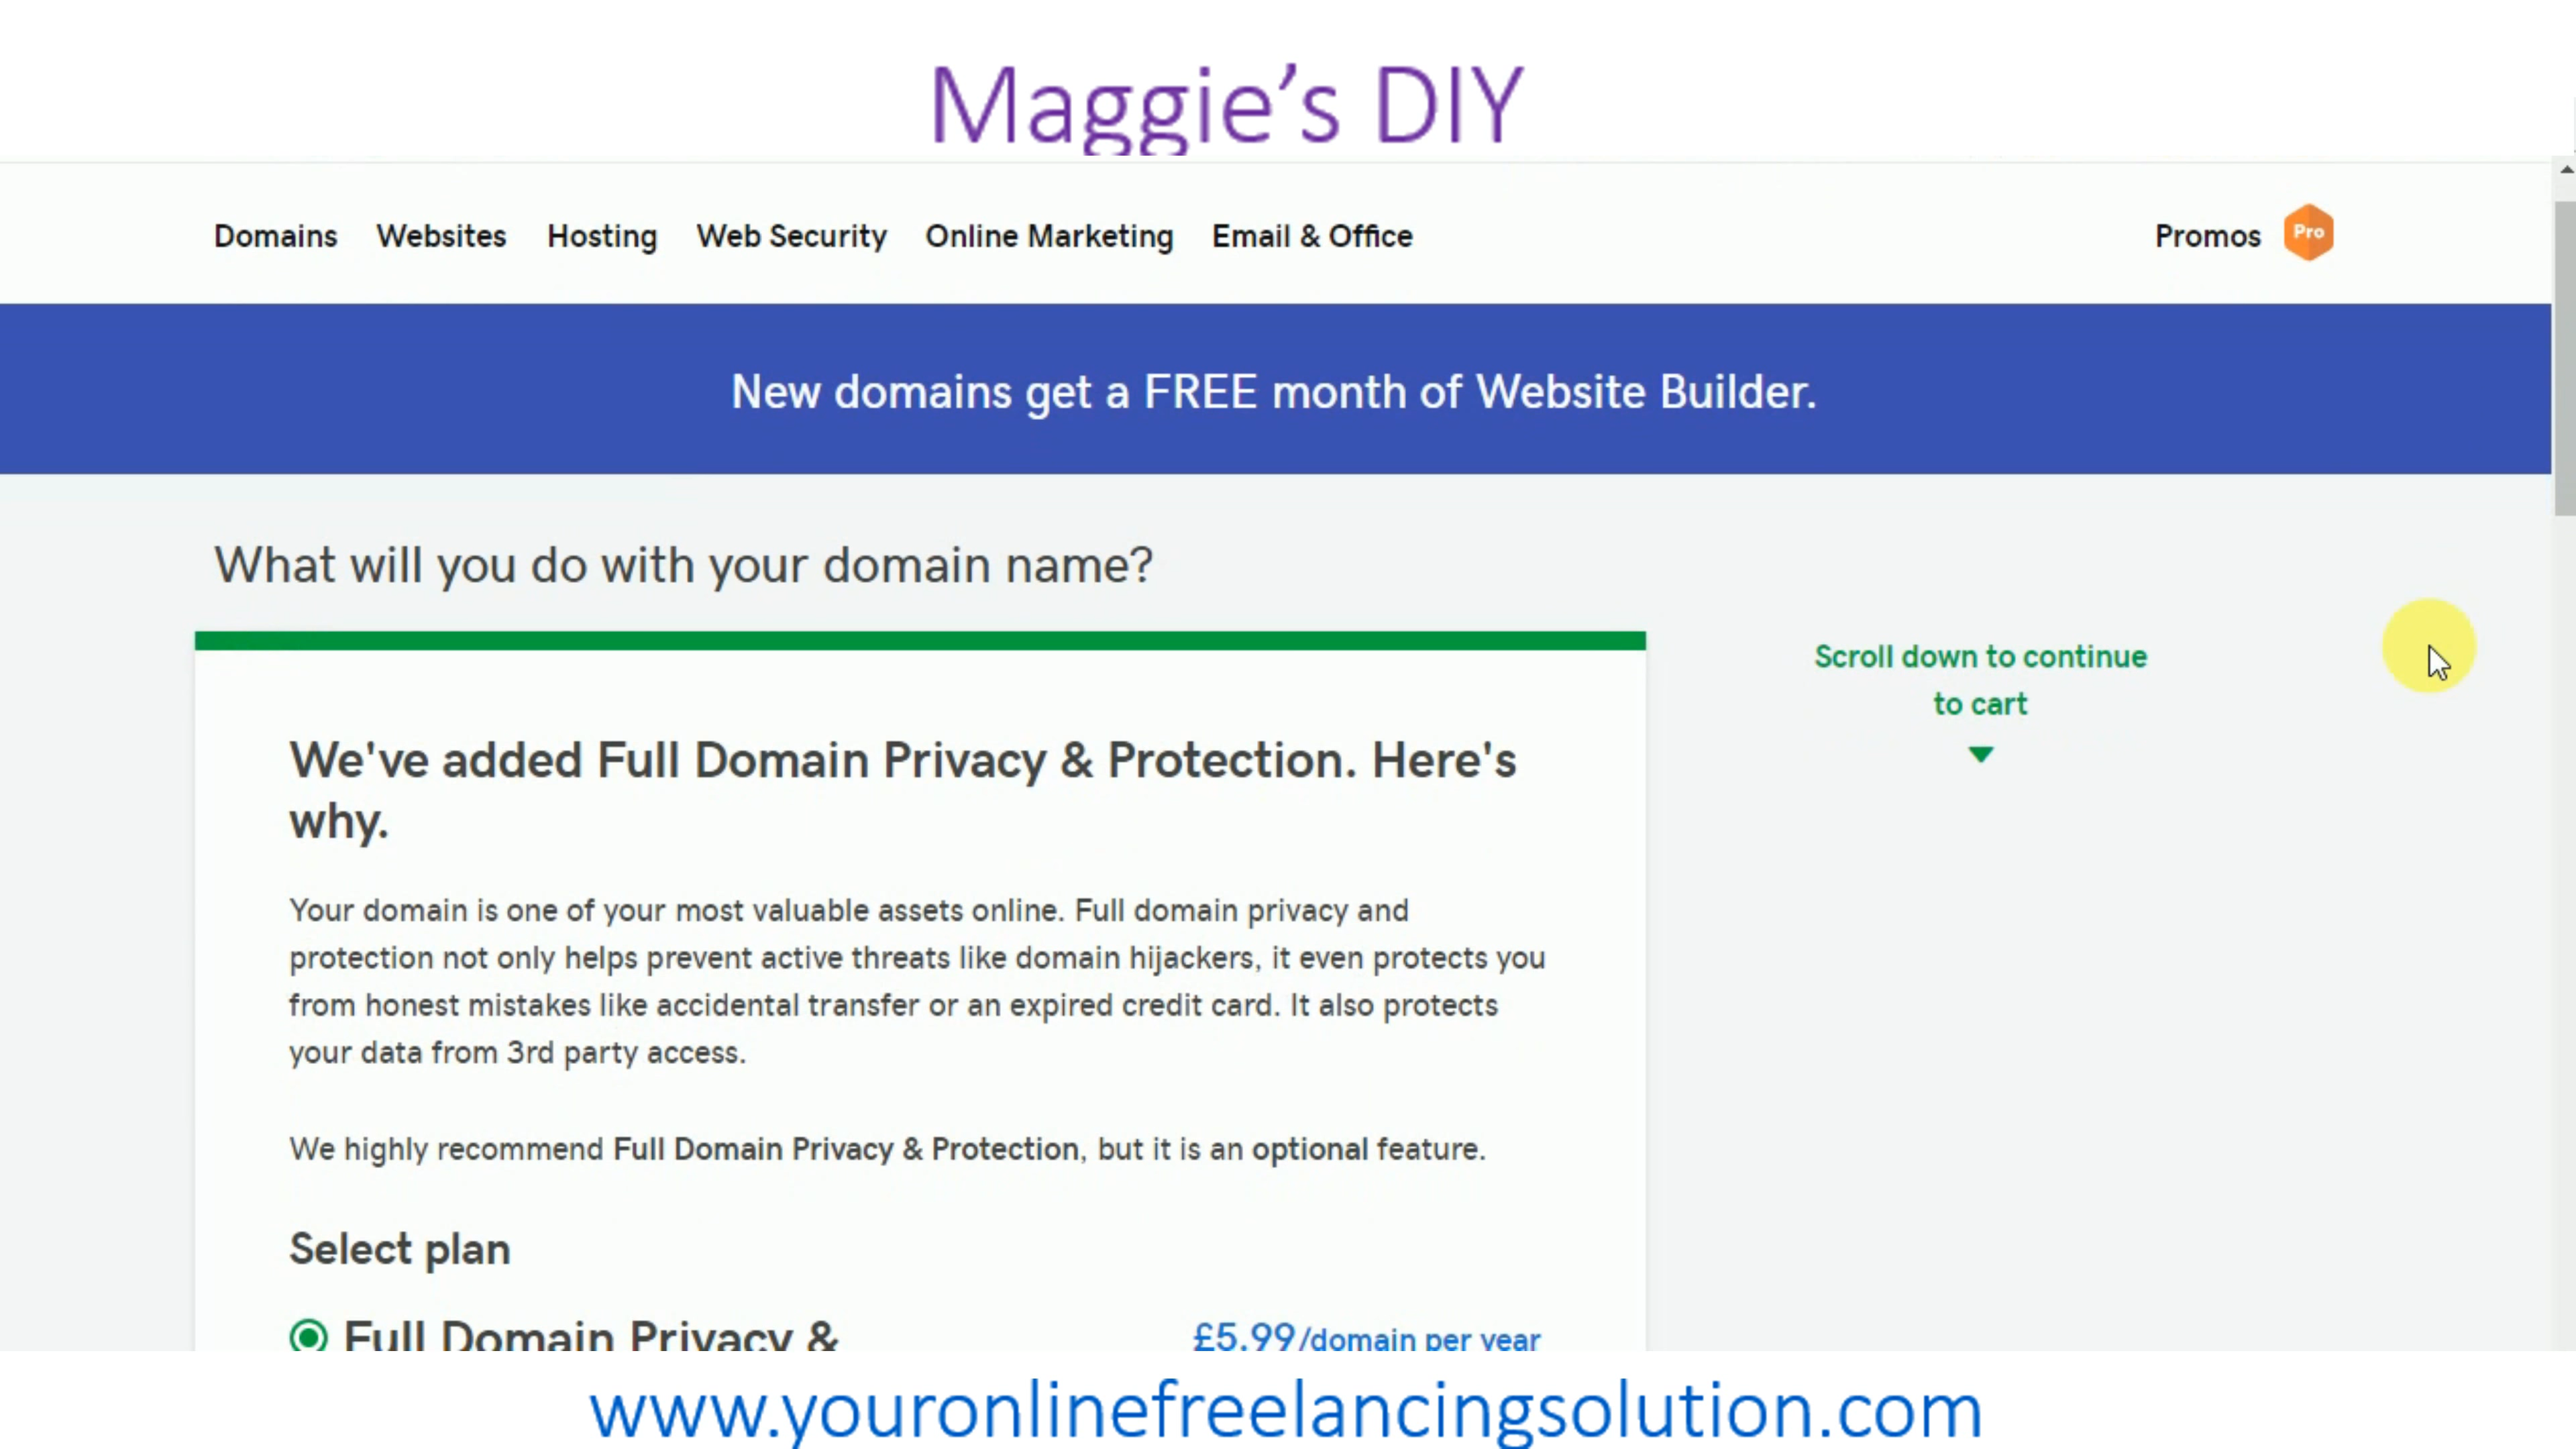 Maggie's DIY
Domains Websites Hosting Web Security Online Marketing Email & Office Promos Pro
New domains get a FREE month of Website Builder.
What will you do with your domain name?
Scroll down to continue
to cart
We've added Full Domain Privacy & Protection. Here's
why.
Your domain is one of your most valuable assets online. Full domain privacy and
protection not only helps prevent active threats like domain hijackers, it even protects you
from honest mistakes like accidental transfer or an expired credit card. It also protects
your data from 3rd party access.
We highly recommend Full Domain Privacy & Protection, but it is an optional feature.
Select plan
Full Domain Privacy & £5.99/domain per year
www.youronlinefreelancingsolution.com